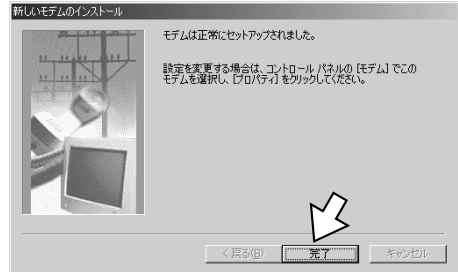 新しいモデムのインストール
モデムは正常にセットアップされました。
設定を変更する場合は、コントロール パネルの [モデム] でこの
モデムを選択し、[プロパティ] をクリックしてください。
< 戻る(B)
完了
キャンセル